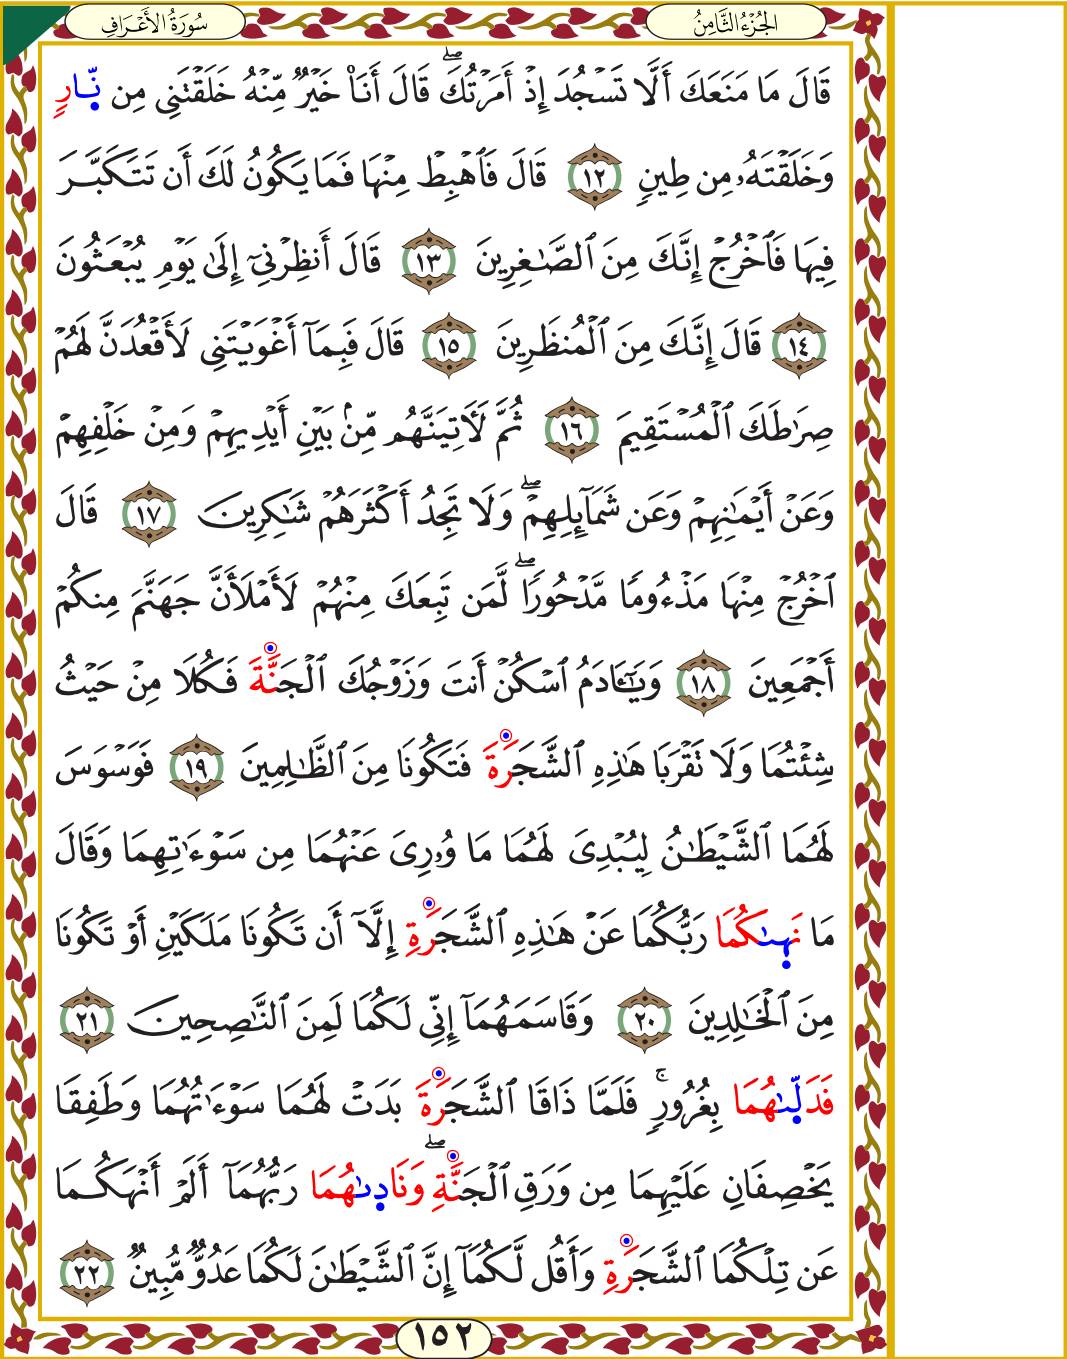 سُورَةُ الأَعْرَافِ
الجُزْءُ الثَّامِنُ
قَالَ مَا مَنَعَكَ أَلَّا تَسْجُدَ إِذْ أَمَرْتُكَۖ قَالَ أَنَا۠ خَيْرٌ مِّنْهُ خَلَقْتَنِى مِن نَّارٍ
وَخَلَقْتَهُۥ مِن طِينٍ ١٢ قَالَ فَٱهْبِطْ مِنْهَا فَمَا يَكُونُ لَكَ أَن تَتَكَبَّرَ
فِيهَا فَٱخْرُجْ إِنَّكَ مِنَ ٱلصَّـٰغِرِينَ ١٣ قَالَ أَنظِرْنِىٓ إِلَىٰ يَوْمِ يُبْعَثُونَ
١٤ قَالَ إِنَّكَ مِنَ ٱلْمُنظَرِينَ ١٥ قَالَ فَبِمَآ أَغْوَيْتَنِى لَأَقْعُدَنَّ لَهُمْ
صِرَٰطَكَ ٱلْمُسْتَقِيمَ ١٦ ثُمَّ لَـَٔاتِيَنَّهُم مِّنۢ بَيْنِ أَيْدِيهِمْ وَمِنْ خَلْفِهِمْ
وَعَنْ أَيْمَـٰنِهِمْ وَعَن شَمَآئِلِهِمْۖ وَلَا تَجِدُ أَكْثَرَهُمْ شَـٰكِرِينَ ١٧ قَالَ
ٱخْرُجْ مِنْهَا مَذْءُومًا مَّدْحُورًاۖ لَّمَن تَبِعَكَ مِنْهُمْ لَأَمْلَأَنَّ جَهَنَّمَ مِنكُمْ
أَجْمَعِينَ ١٨ وَيَـٰٓـَٔادَمُ ٱسْكُنْ أَنتَ وَزَوْجُكَ ٱلْجَنَّةَ فَكُلَا مِنْ حَيْثُ
شِئْتُمَا وَلَا تَقْرَبَا هَـٰذِهِ ٱلشَّجَرَةَ فَتَكُونَا مِنَ ٱلظَّـٰلِمِينَ ١٩ فَوَسْوَسَ
لَهُمَا ٱلشَّيْطَـٰنُ لِيُبْدِىَ لَهُمَا مَا وُۥرِىَ عَنْهُمَا مِن سَوْءَٰتِهِمَا وَقَالَ
مَا نَهَىٰكُمَا رَبُّكُمَا عَنْ هَـٰذِهِ ٱلشَّجَرَةِ إِلَّآ أَن تَكُونَا مَلَكَيْنِ أَوْ تَكُونَا
مِنَ ٱلْخَـٰلِدِينَ ٢٠ وَقَاسَمَهُمَآ إِنِّى لَكُمَا لَمِنَ ٱلنَّـٰصِحِينَ ٢١
فَدَلَّىٰهُمَا بِغُرُورٍۚ فَلَمَّا ذَاقَا ٱلشَّجَرَةَ بَدَتْ لَهُمَا سَوْءَٰتُهُمَا وَطَفِقَا
يَخْصِفَانِ عَلَيْهِمَا مِن وَرَقِ ٱلْجَنَّةِۖ وَنَادَىٰهُمَا رَبُّهُمَآ أَلَمْ أَنْهَكُمَا
عَن تِلْكُمَا ٱلشَّجَرَةِ وَأَقُل لَّكُمَآ إِنَّ ٱلشَّيْطَـٰنَ لَكُمَا عَدُوٌّ مُّبِينٌ ٢٢
١٥٢